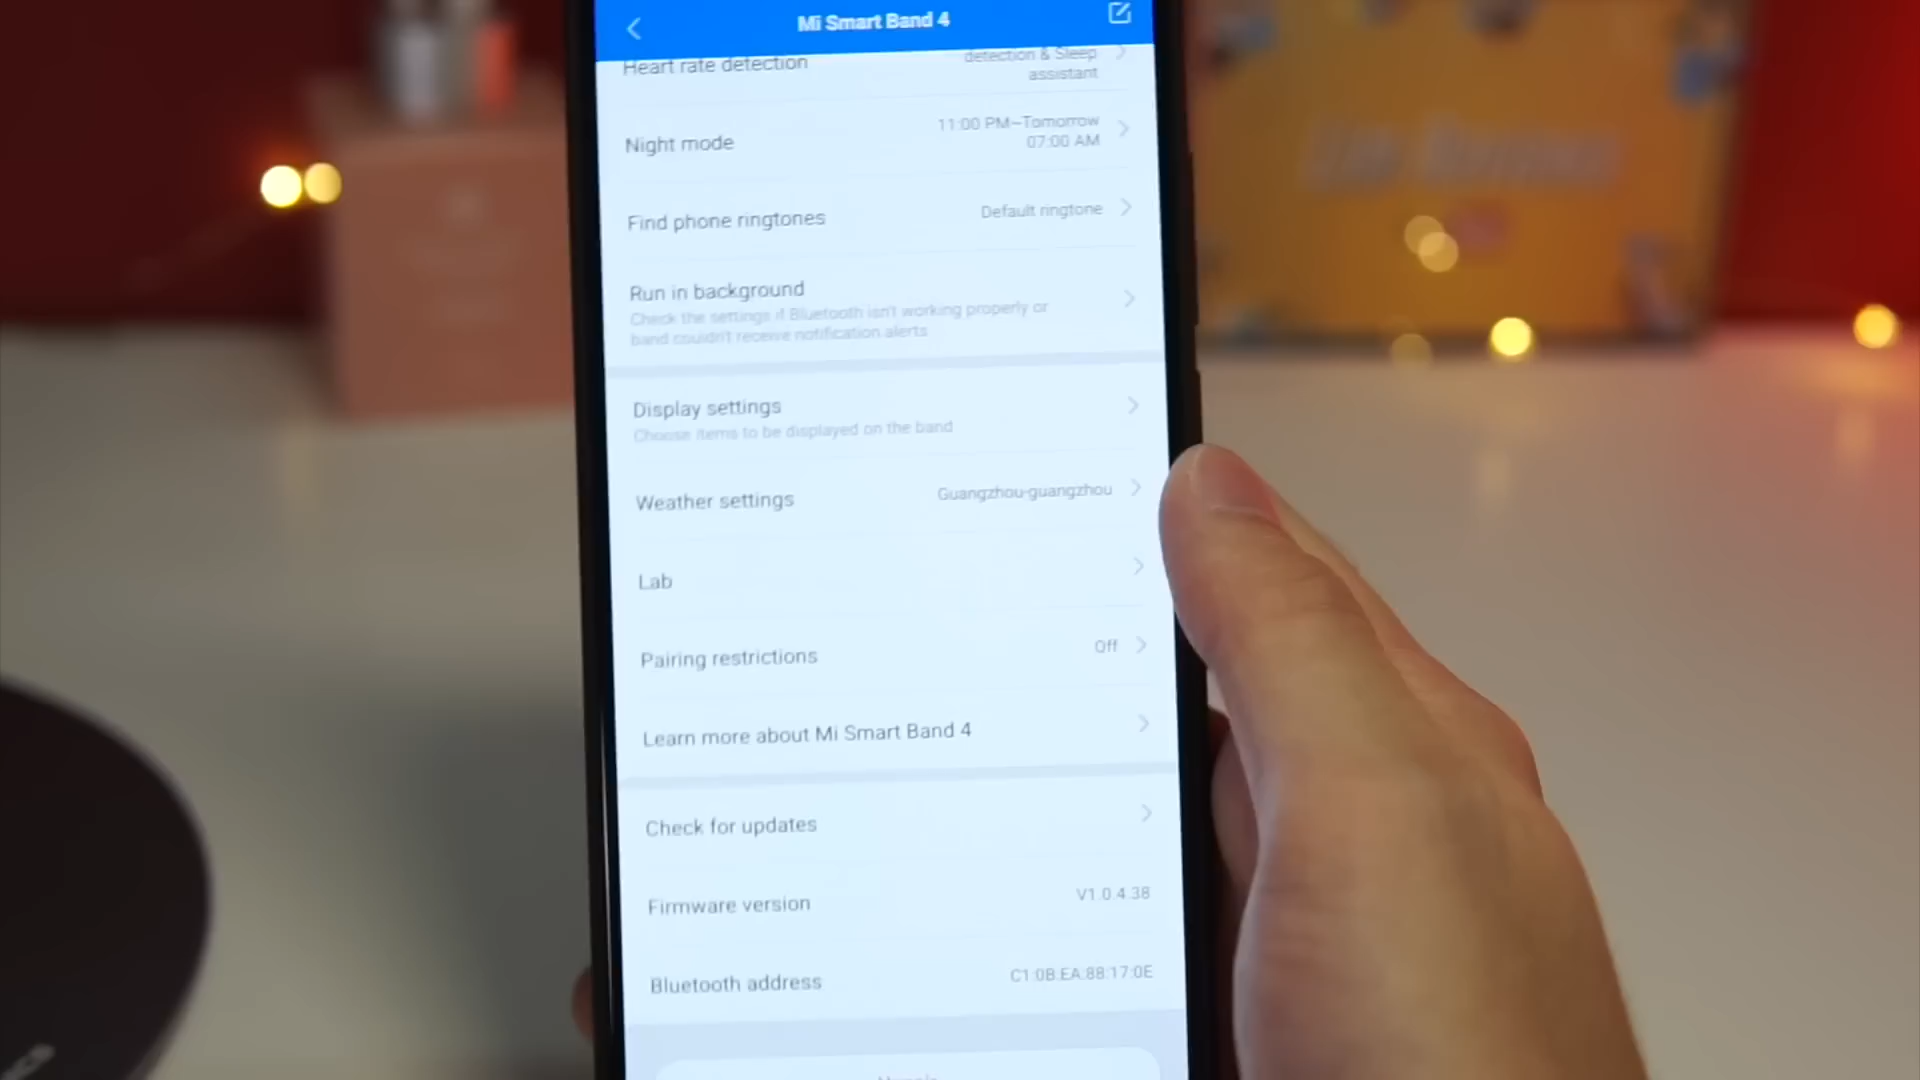 Mi Smart Band 4
Heart rate detection
detection & Sleep
assistant
Night mode
11:00 PM–Tomorrow
07:00 AM
Find phone ringtones
Default ringtone
Run in background
Check the settings if Bluetooth isn't working properly or
band couldn't receive notification alerts
Display settings
Choose items to be displayed on the band
Weather settings
Guangzhou-guangzhou
Lab
Pairing restrictions
Off
Learn more about Mi Smart Band 4
Check for updates
Firmware version
V1.0.4.38
Bluetooth address
C1:0B:EA:88:17:0E